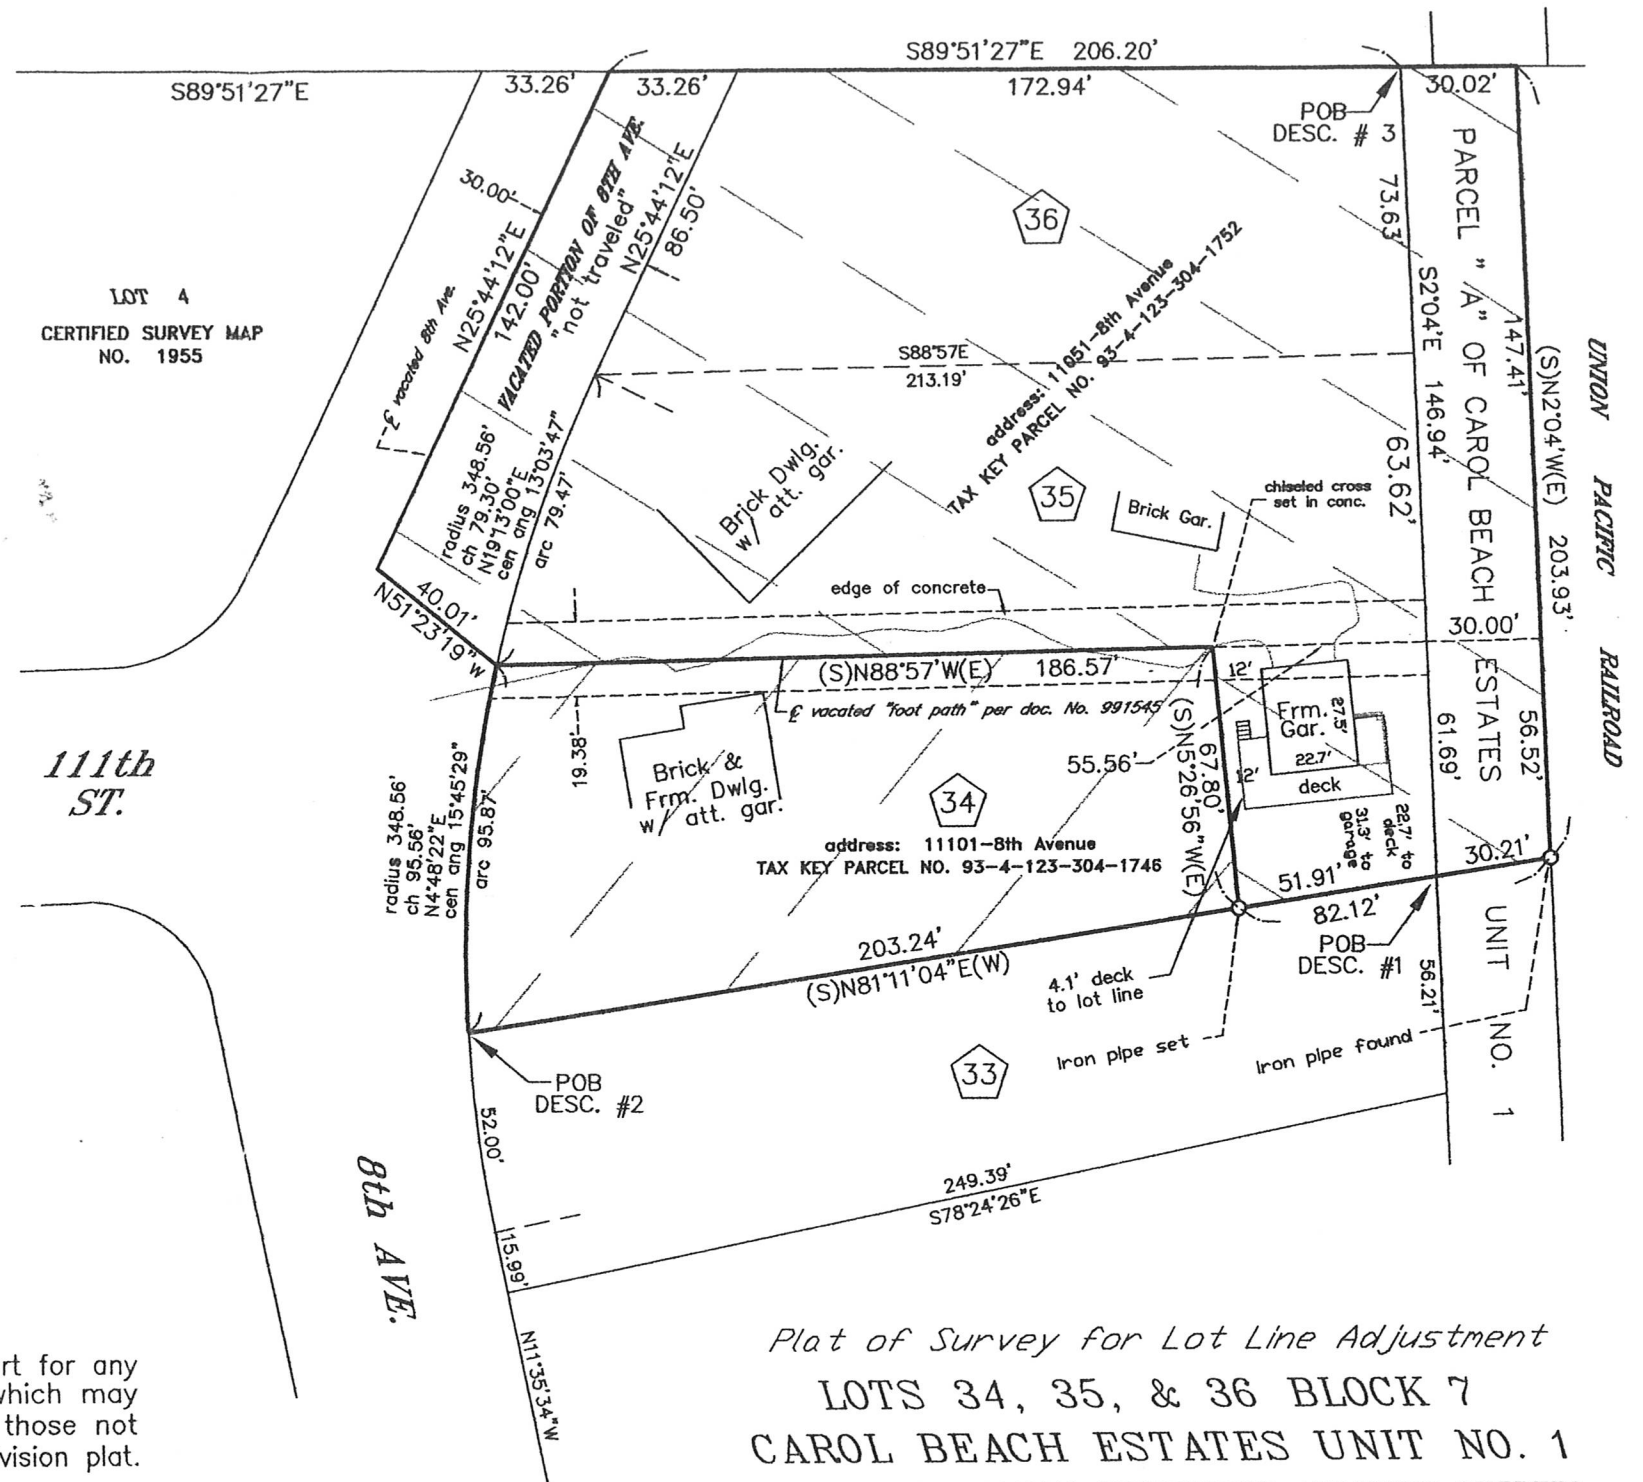 S89°51'27"E 206.20'
S89°51'27"E
33.26'
33.26'
172.94'
30.02'
POB
DESC. # 3
PARCEL "A" OF CAROL BEACH ESTATES UNIT NO. 1
73.63'
S2°04'E 146.94'
63.62'
147.41'
(S)N2°04'W(E) 203.93'
UNION PACIFIC RAILROAD
30.00'
N25°44'12"E
142.00'
VACATED PORTION OF 8TH AVE.
"not traveled"
N25°44'12"E
86.50'
36
LOT 4
CERTIFIED SURVEY MAP
NO. 1955
℄ vacated 8th Ave.
address: 11051-8th Avenue
TAX KEY PARCEL NO. 93-4-123-304-1752
S88°57E
213.19'
radius 348.56'
ch 79.30'
N19°13'00"E
cen ang 13°03'47"
arc 79.47'
Brick Dwlg.
w/ att. gar.
35
Brick Gar.
chiseled cross
set in conc.
edge of concrete
40.01'
N51°23'19"W
30.00'
(S)N88°57'W(E) 186.57'
12'
℄ vacated "foot path" per doc. No. 991545
19.38'
Brick &
Frm. Dwlg.
w/ att. gar.
34
55.56'
(S)N5°26'56"W(E)
67.80'
Frm.
Gar.
27.5'
22.7'
12'
deck
61.69'
56.52'
111th
ST.
radius 348.56'
ch 95.56'
N4°48'22"E
cen ang 15°45'29"
arc 95.87'
address: 11101-8th Avenue
TAX KEY PARCEL NO. 93-4-123-304-1746
22.7' to
deck
31.3' to
garage
30.21'
51.91'
82.12'
203.24'
(S)N81°11'04"E(W)
POB
DESC. #1
4.1' deck
to lot line
56.21'
Iron pipe set
Iron pipe found
33
POB
DESC. #2
52.00'
249.39'
S78°24'26"E
15.99'
8th AVE.
N11°35'34"W
rt for any
which may
those not
vision plat.
Plat of Survey for Lot Line Adjustment
LOTS 34, 35, & 36 BLOCK 7
CAROL BEACH ESTATES UNIT NO. 1